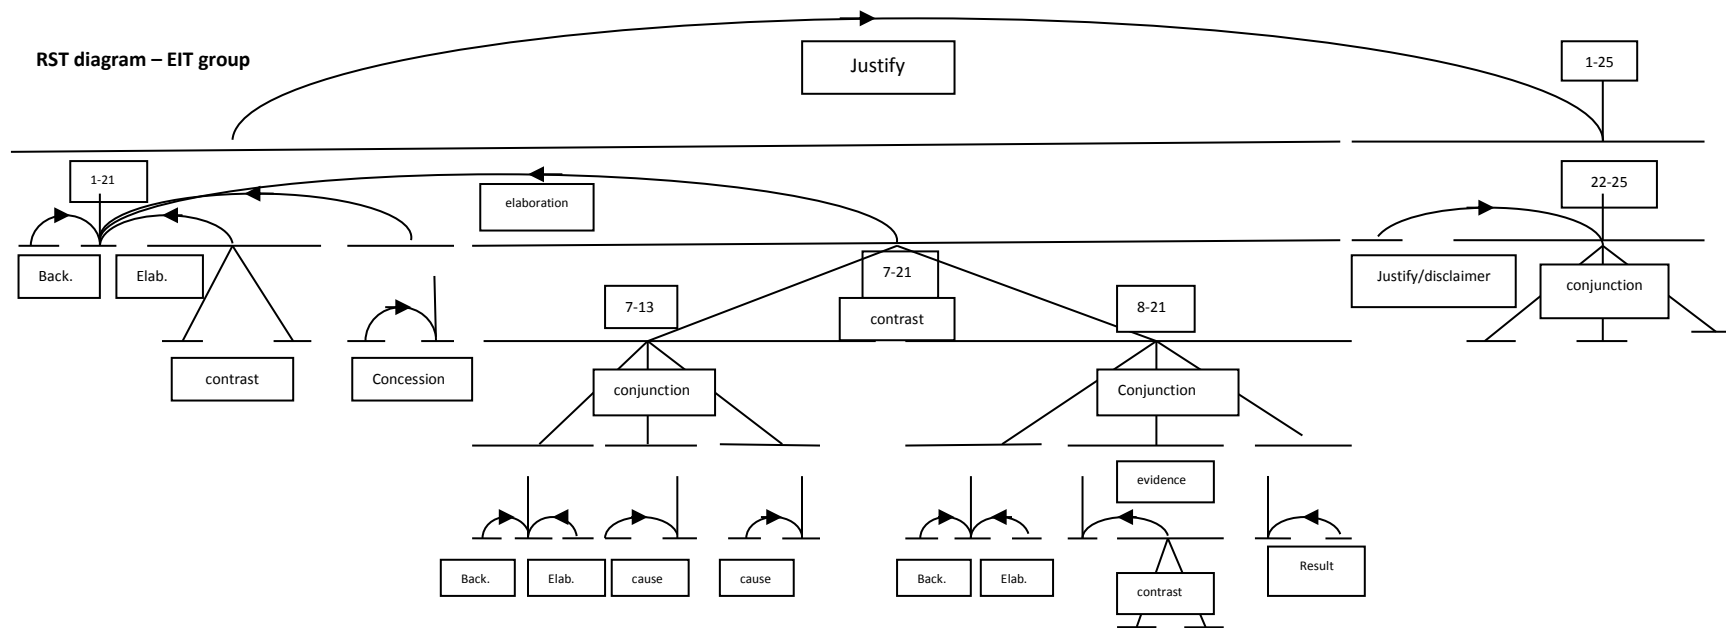 RST diagram – EIT group
Justify
1-25
1-21
elaboration
22-25
Back.
Elab.
7-21
Justify/disclaimer
conjunction
7-13
contrast
8-21
contrast
Concession
conjunction
Conjunction
evidence
Back.
Elab.
cause
cause
Back.
Elab.
contrast
Result